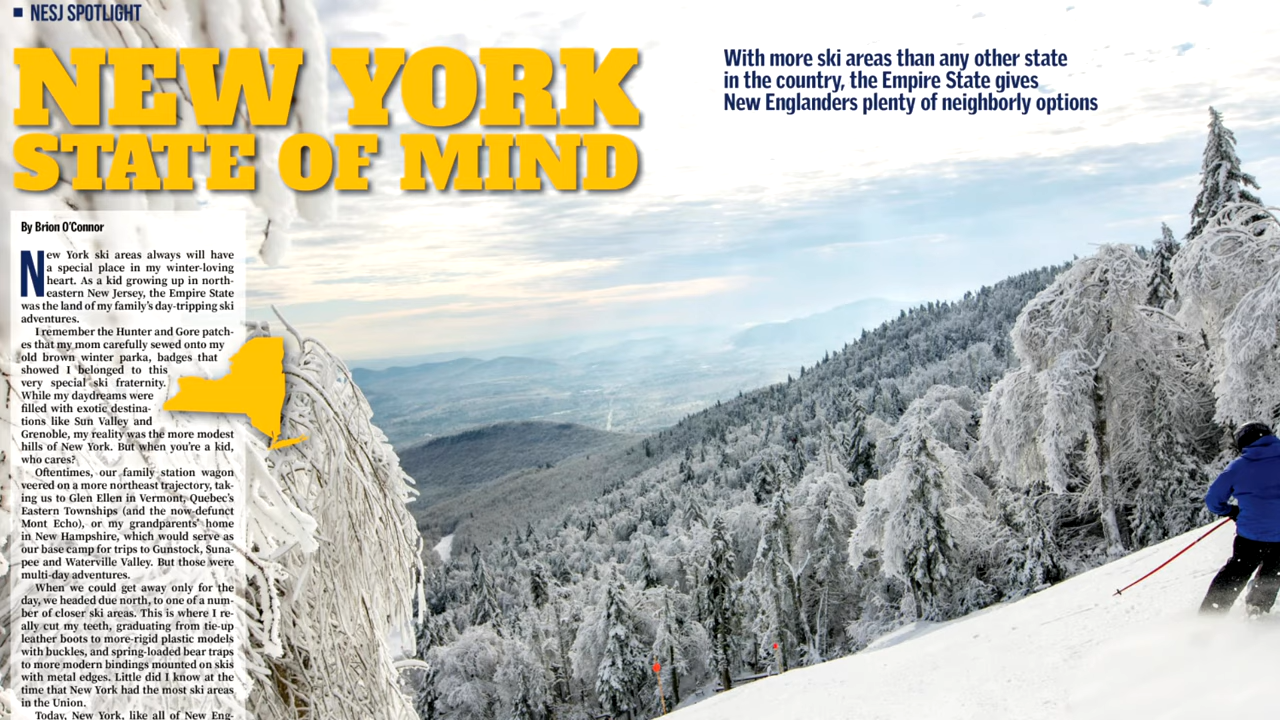 NESJ SPOTLIGHT
NEW YORK
STATE OF MIND
With more ski areas than any other state
in the country, the Empire State gives
New Englanders plenty of neighborly options
By Brion O'Connor
New York ski areas always will have
a special place in my winter-loving
heart. As a kid growing up in north-
eastern New Jersey, the Empire State
was the land of my family's day-tripping ski
adventures.
I remember the Hunter and Gore patch-
es that my mom carefully sewed onto my
old brown winter parka, badges that
showed I belonged to this
very special ski fraternity.
While my daydreams were
filled with exotic destina-
tions like Sun Valley and
Grenoble, my reality was the more modest
hills of New York. But when you're a kid,
who cares?
Oftentimes, our family station wagon
veered on a more northeast trajectory, tak-
ing us to Glen Ellen in Vermont, Quebec's
Eastern Townships (and the now-defunct
Mont Echo), or my grandparents' home
in New Hampshire, which would serve as
our base camp for trips to Gunstock, Suna-
pee and Waterville Valley. But those were
multi-day adventures.
When we could get away only for the
day, we headed due north, to one of a num-
ber of closer ski areas. This is where I re-
ally cut my teeth, graduating from tie-up
leather boots to more-rigid plastic models
with buckles, and spring-loaded bear traps
to more modern bindings mounted on skis
with metal edges. Little did I know at the
time that New York had the most ski areas
in the Union.
Today, New York, like all of New Eng-